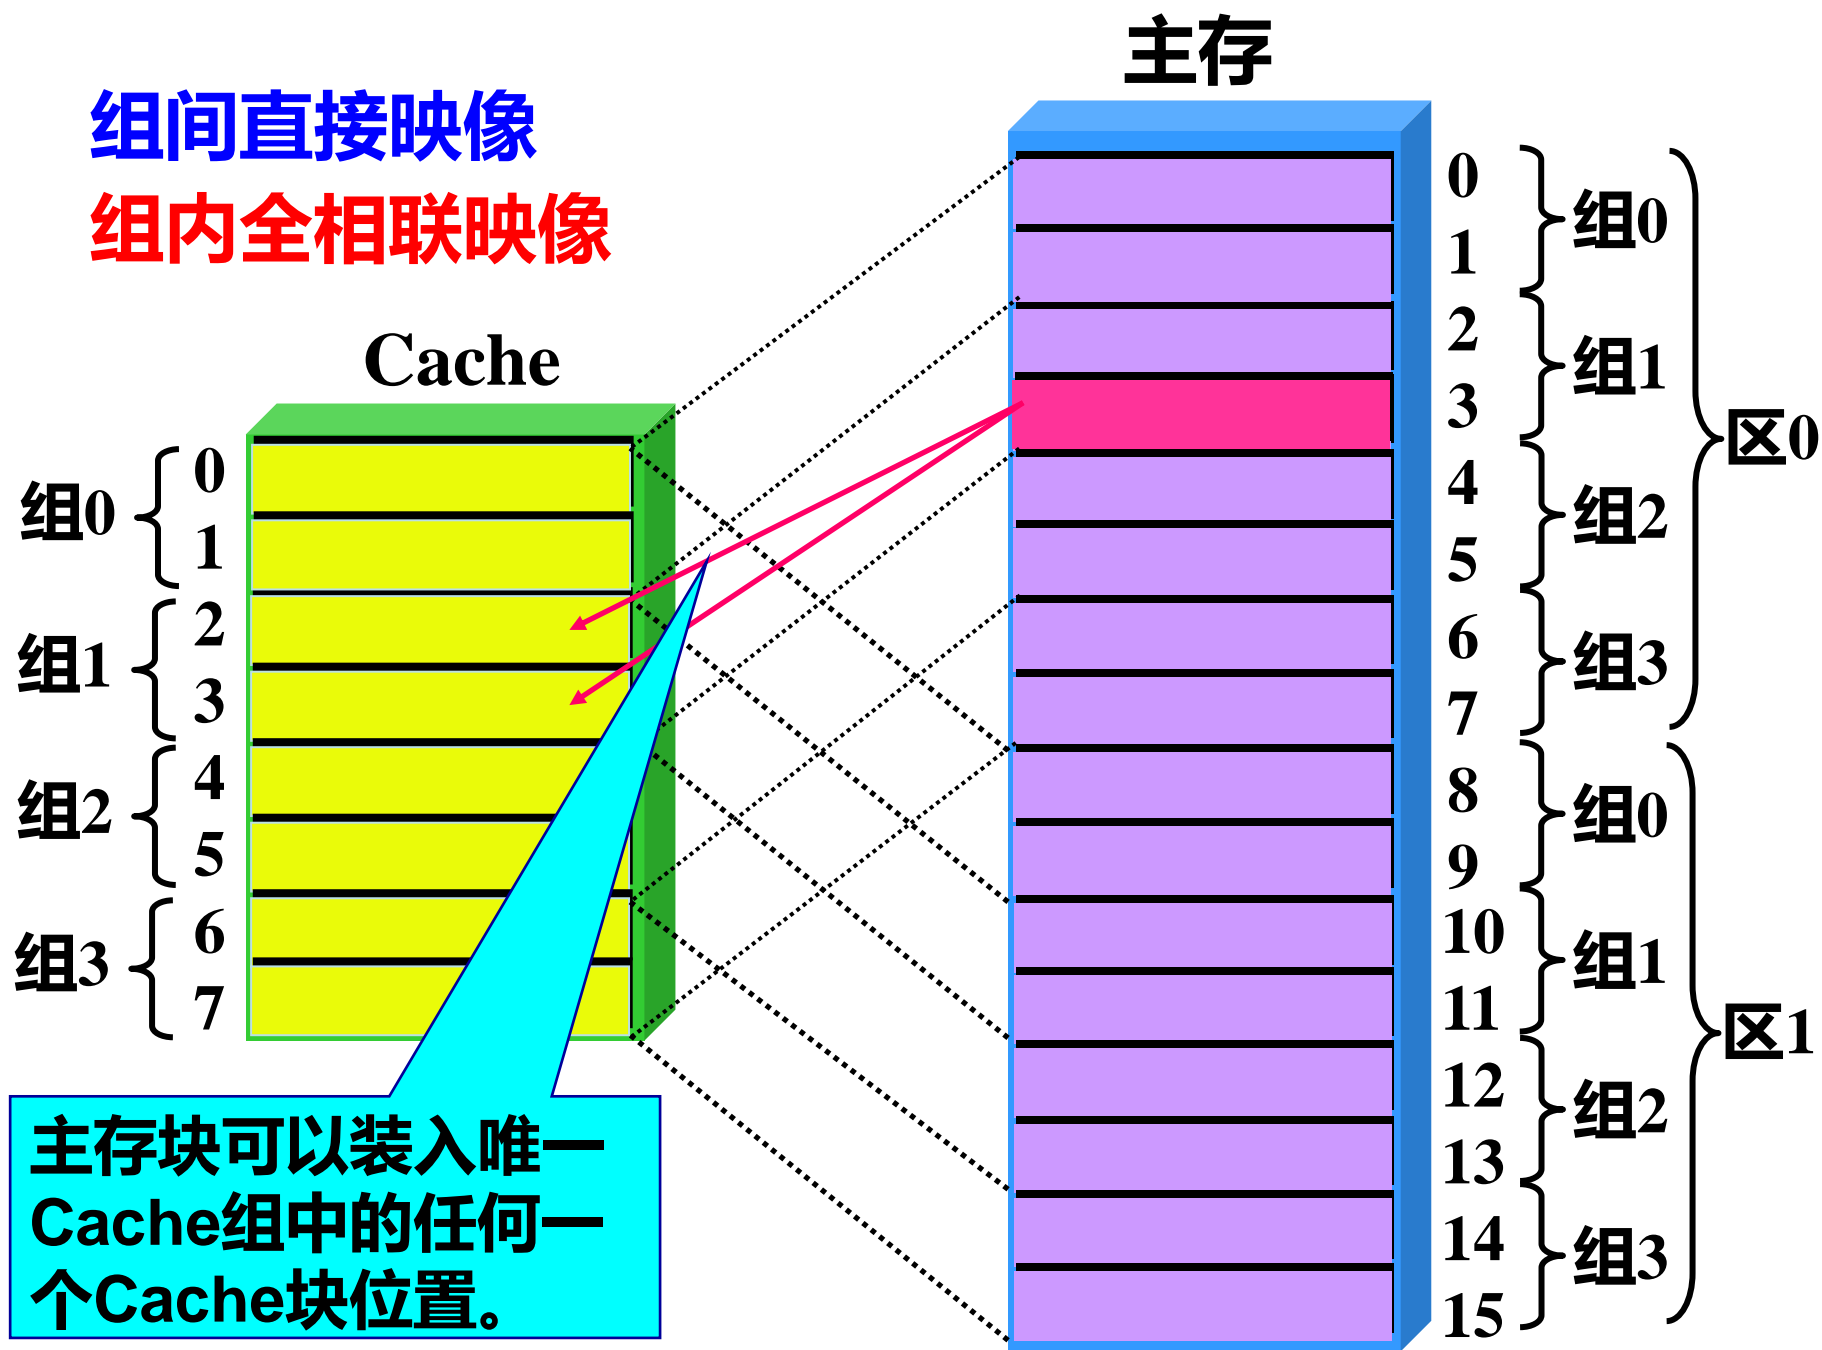 主存
组间直接映像
组内全相联映像
Cache
组0
0
1
组1
2
3
组2
4
5
组3
6
7
0
1
组0
2
3
组1
4
5
组2
6
7
组3
区0
8
9
组0
10
11
组1
12
13
组2
14
15
组3
区1
主存块可以装入唯一
Cache组中的任何一
个Cache块位置。